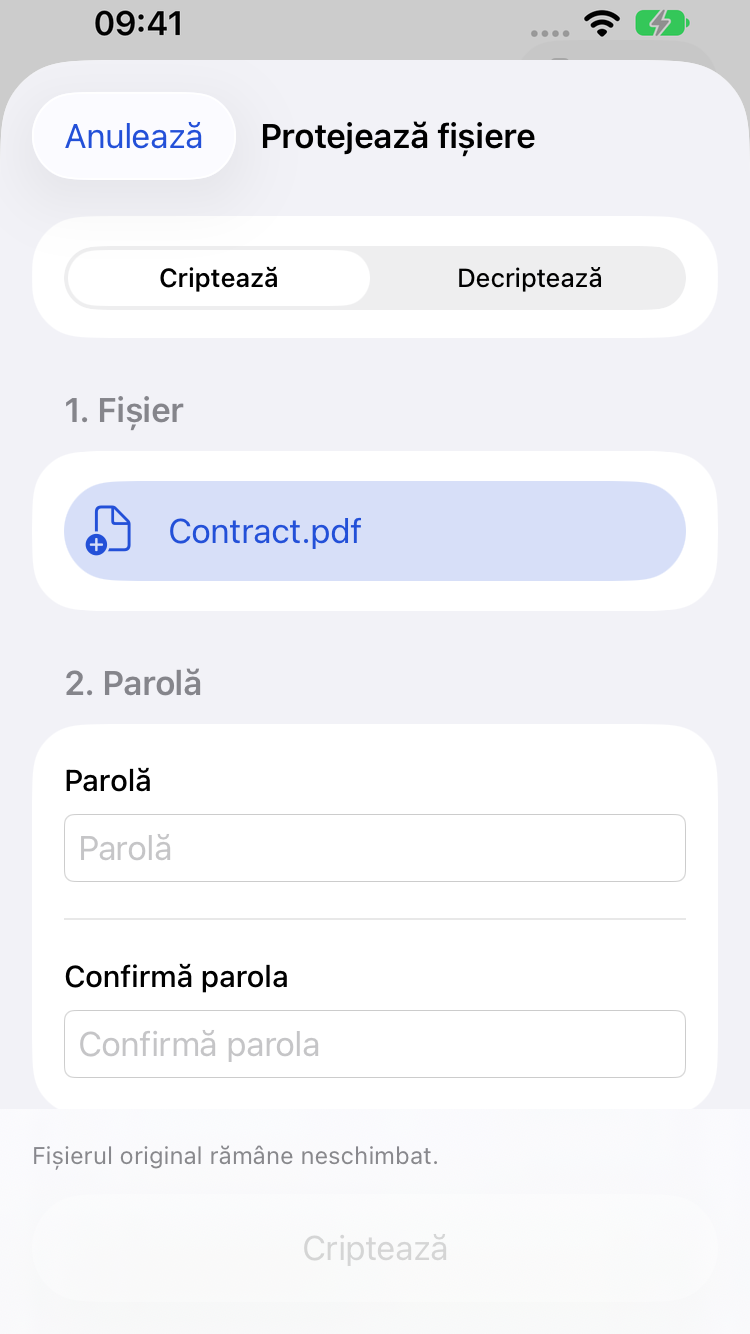 09:41
Anulează
Protejează fișiere
Criptează
Decriptează
1. Fișier
Contract.pdf
2. Parolă
Parolă
Parolă
Confirmă parola
Confirmă parola
Fișierul original rămâne neschimbat.
Criptează